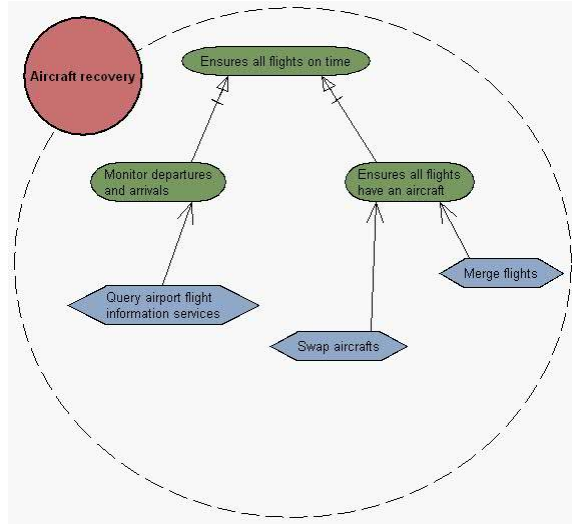 Ensures all flights on time
Aircraft recovery
Monitor departures
and arrivals
Ensures all flights
have an aircraft
Merge flights
Query airport flight
information services
Swap aircrafts